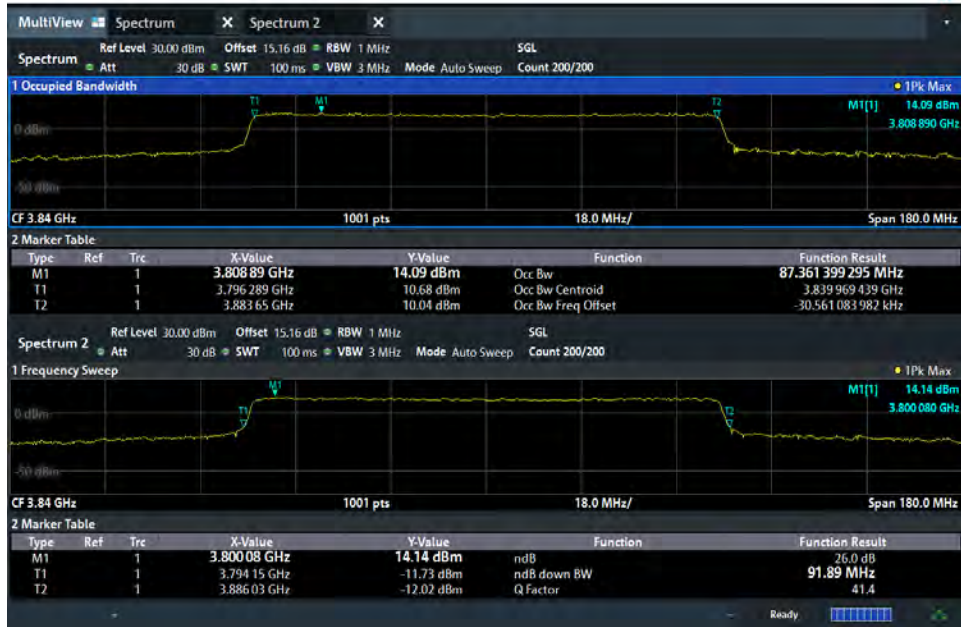 MultiView Spectrum X Spectrum 2 X
Ref Level 30.00 dBm Offset 15.16 dB RBW 1 MHz SGL
Spectrum Att 30 dB SWT 100 ms VBW 3 MHz Mode Auto Sweep Count 200/200
1 Occupied Bandwidth 1Pk Max
T1 M1 T2 M1[1] 14.09 dBm
0 dBm 3.808 890 GHz
-50 dBm
CF 3.84 GHz 1001 pts 18.0 MHz/ Span 180.0 MHz
2 Marker Table
Type Ref Trc X-Value Y-Value Function Function Result
M1 1 3.808 89 GHz 14.09 dBm Occ Bw 87.361 399 295 MHz
T1 1 3.796 289 GHz 10.68 dBm Occ Bw Centroid 3.839 969 439 GHz
T2 1 3.883 65 GHz 10.04 dBm Occ Bw Freq Offset -30.561 083 982 kHz
Ref Level 30.00 dBm Offset 15.16 dB RBW 1 MHz SGL
Spectrum 2 Att 30 dB SWT 100 ms VBW 3 MHz Mode Auto Sweep Count 200/200
1 Frequency Sweep 1Pk Max
M1 M1[1] 14.14 dBm
0 dBm T1 T2 3.800 080 GHz
-50 dBm
CF 3.84 GHz 1001 pts 18.0 MHz/ Span 180.0 MHz
2 Marker Table
Type Ref Trc X-Value Y-Value Function Function Result
M1 1 3.800 08 GHz 14.14 dBm ndB 26.0 dB
T1 1 3.794 15 GHz -11.73 dBm ndB down BW 91.89 MHz
T2 1 3.886 03 GHz -12.02 dBm Q Factor 41.4
Ready